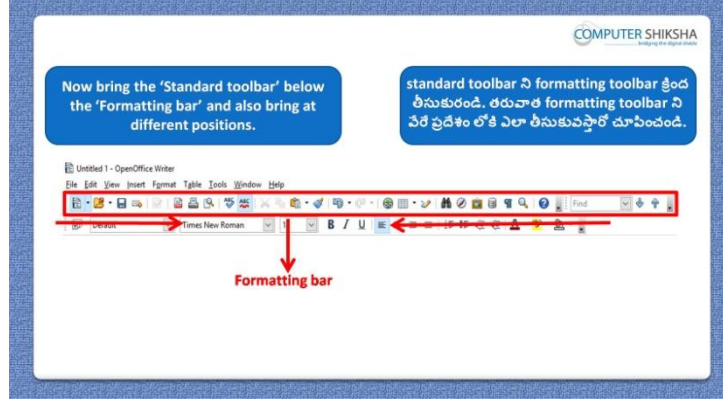 COMPUTER SHIKSHA
Bridging the digital divide
Now bring the ‘Standard toolbar’ below
the ‘Formatting bar’ and also bring at
different positions.
standard toolbar ని formatting toolbar క్రింద
తీసుకురండి. తరువాత formatting toolbar ని
వేరే ప్రదేశం లోకి ఎలా తీసుకువస్తారో చూపించండి.
Untitled 1 - OpenOffice Writer
File Edit View Insert Format Table Tools Window Help
Find
Default Times New Roman B I U
Formatting bar